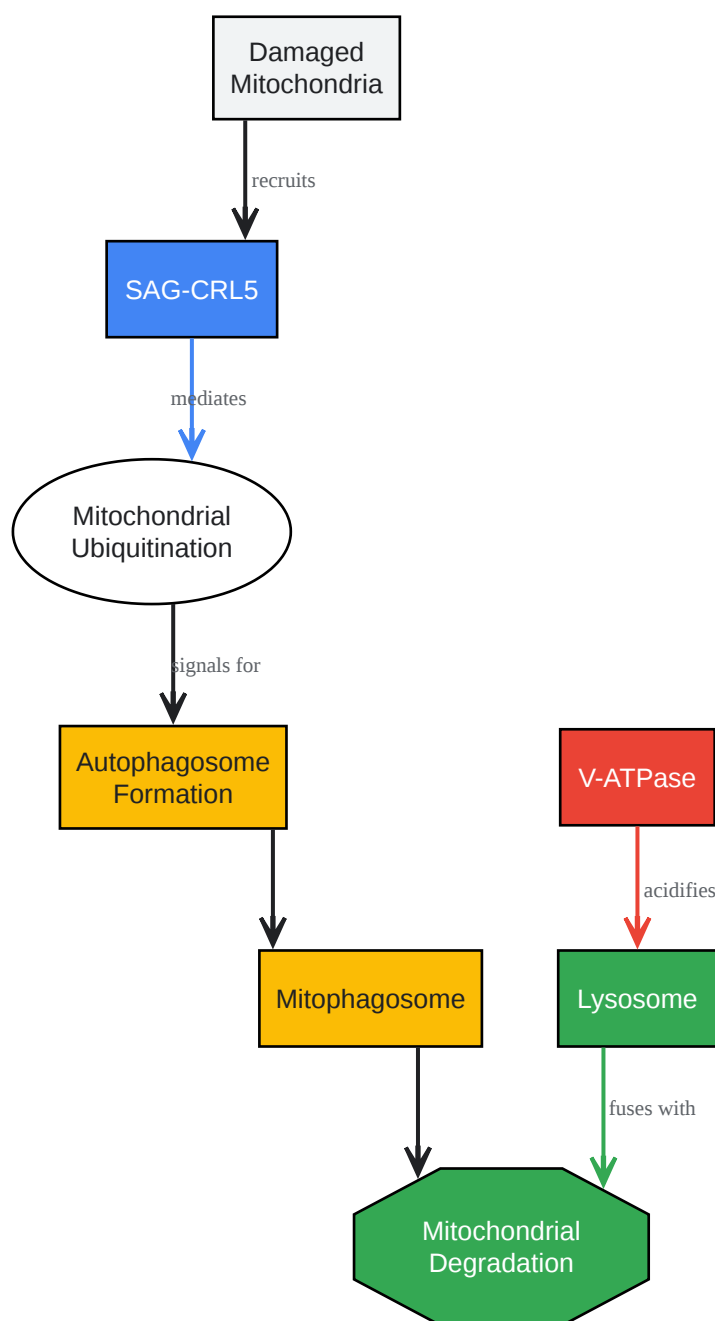 Damaged
Mitochondria
recruits
SAG-CRL5
mediates
Mitochondrial
Ubiquitination
signals for
Autophagosome
Formation
V-ATPase
acidifies
Mitophagosome
Lysosome
fuses with
Mitochondrial
Degradation